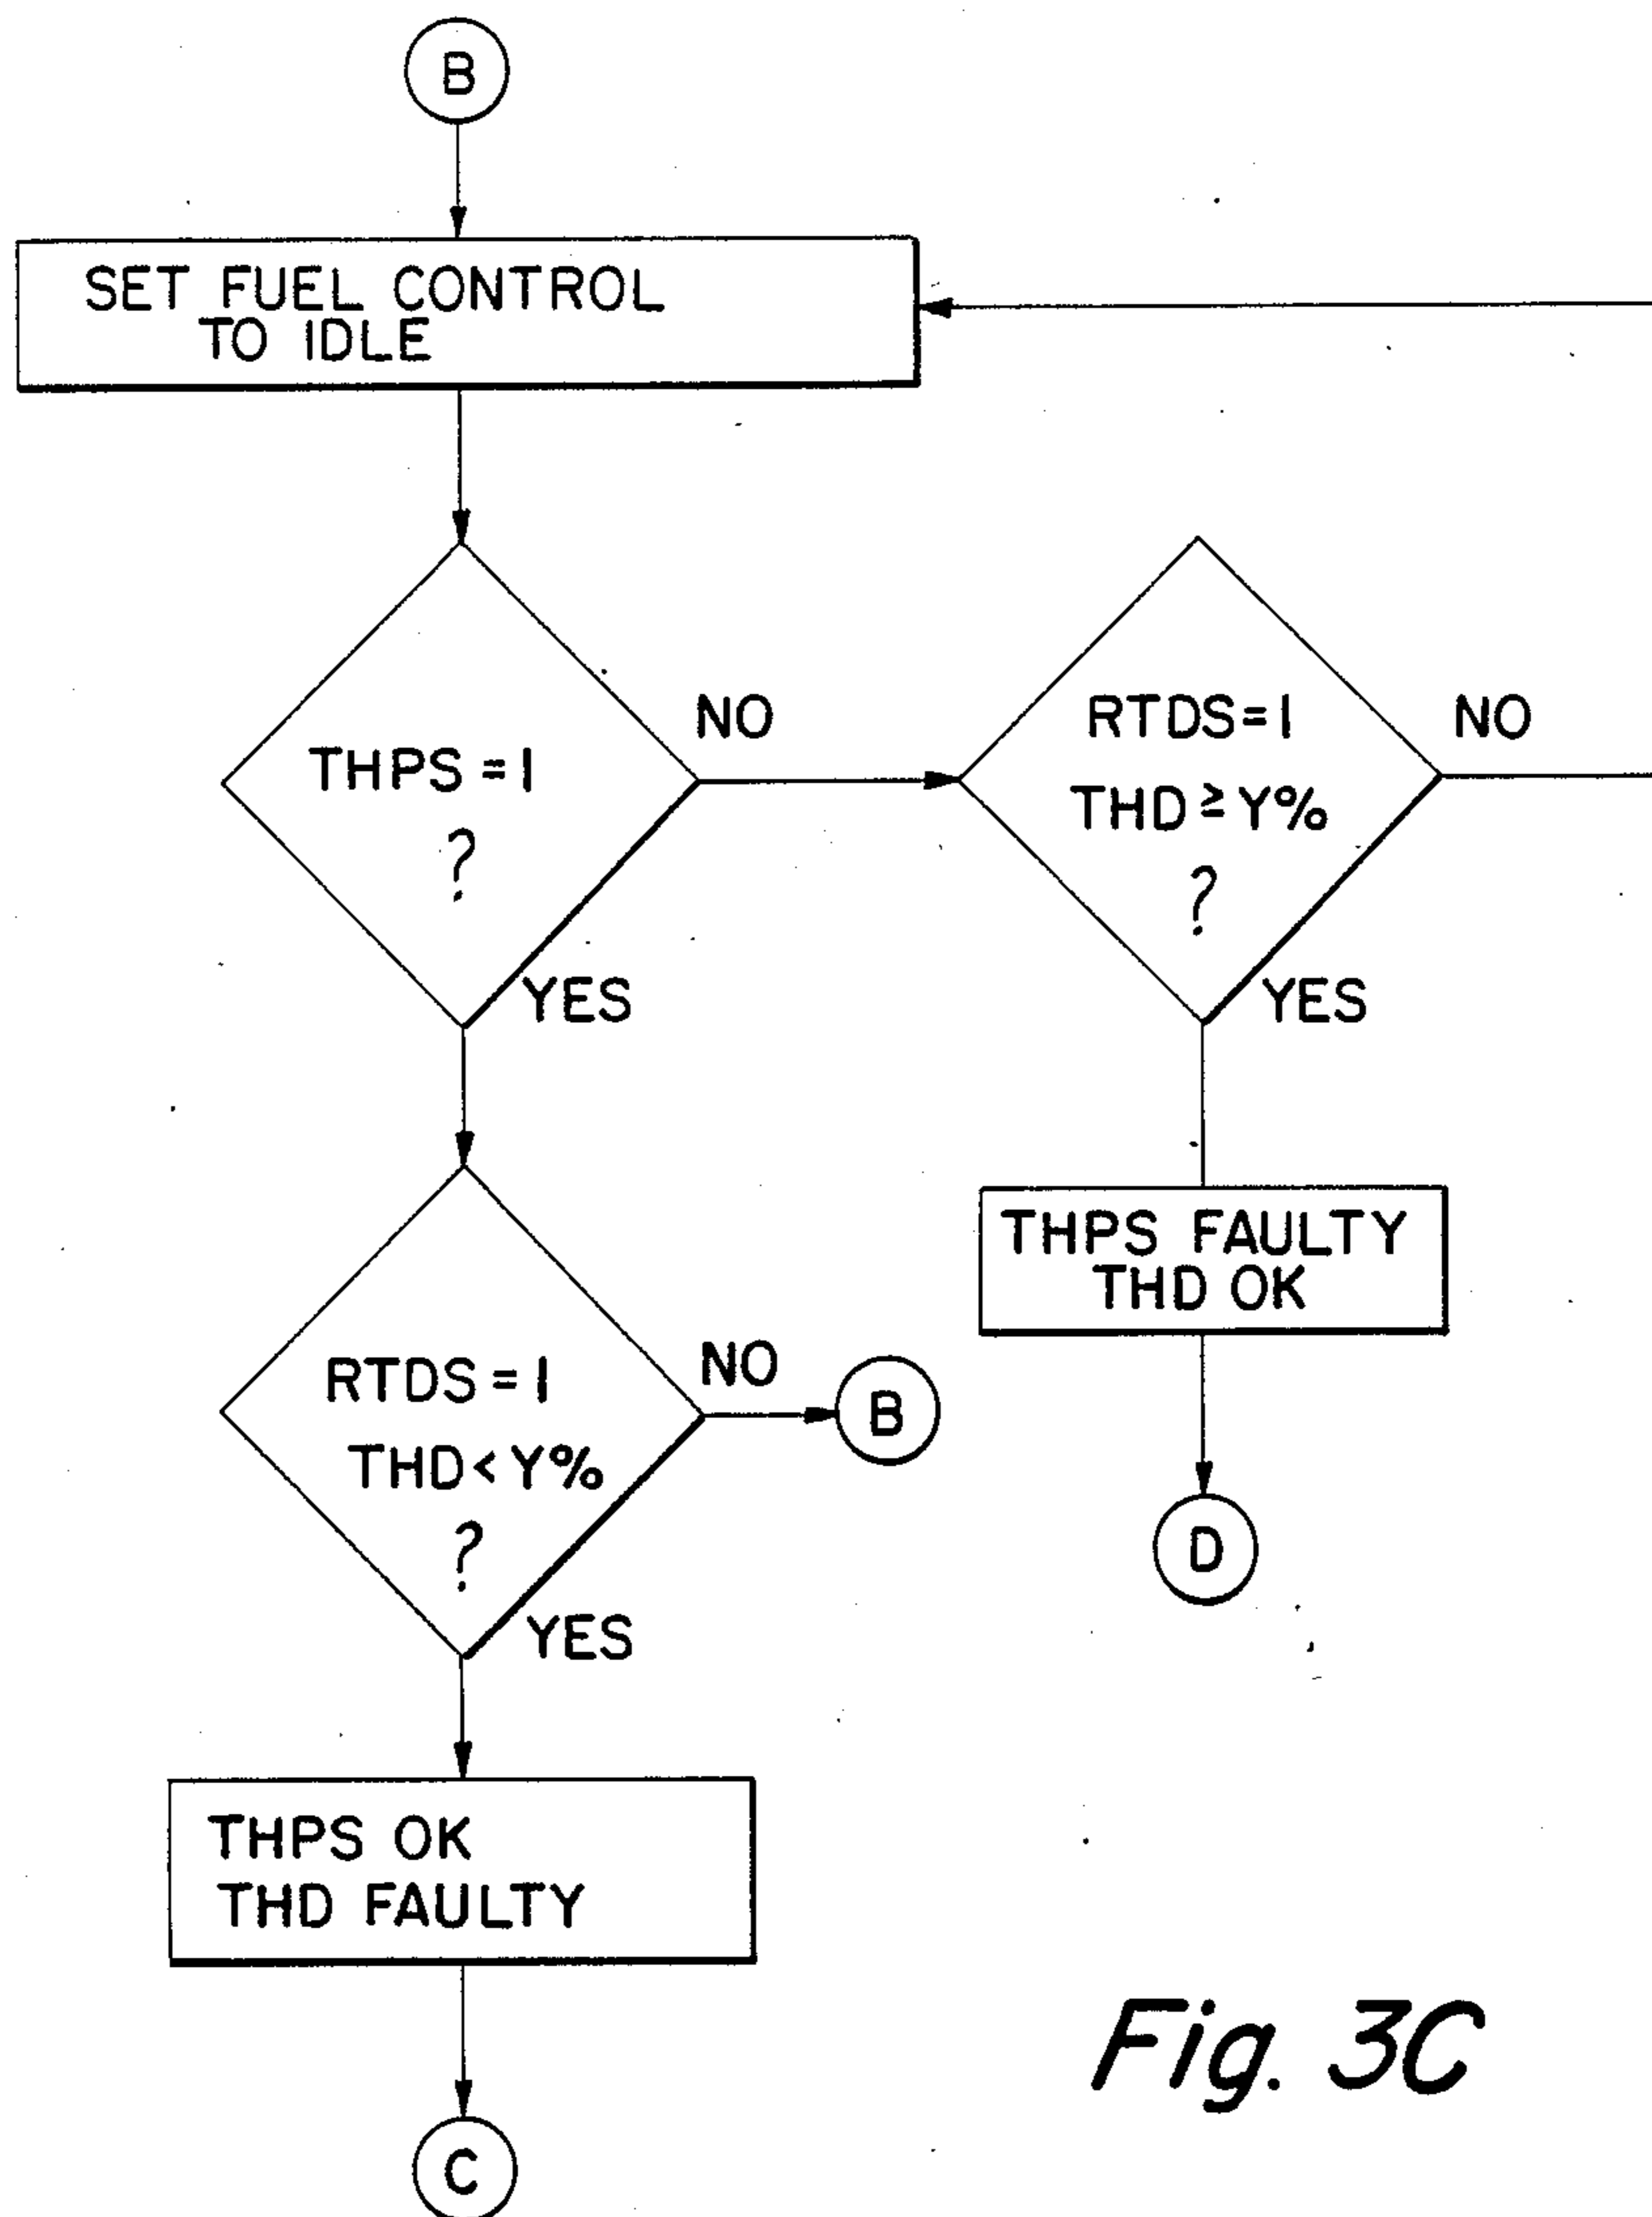 B
SET FUEL CONTROL
TO IDLE
THPS = 1
?
NO
YES
RTDS = 1
THD ≥ Y%
?
NO
YES
THPS FAULTY
THD OK
D
RTDS = 1
THD < Y%
?
NO
B
YES
THPS OK
THD FAULTY
C
Fig. 3C